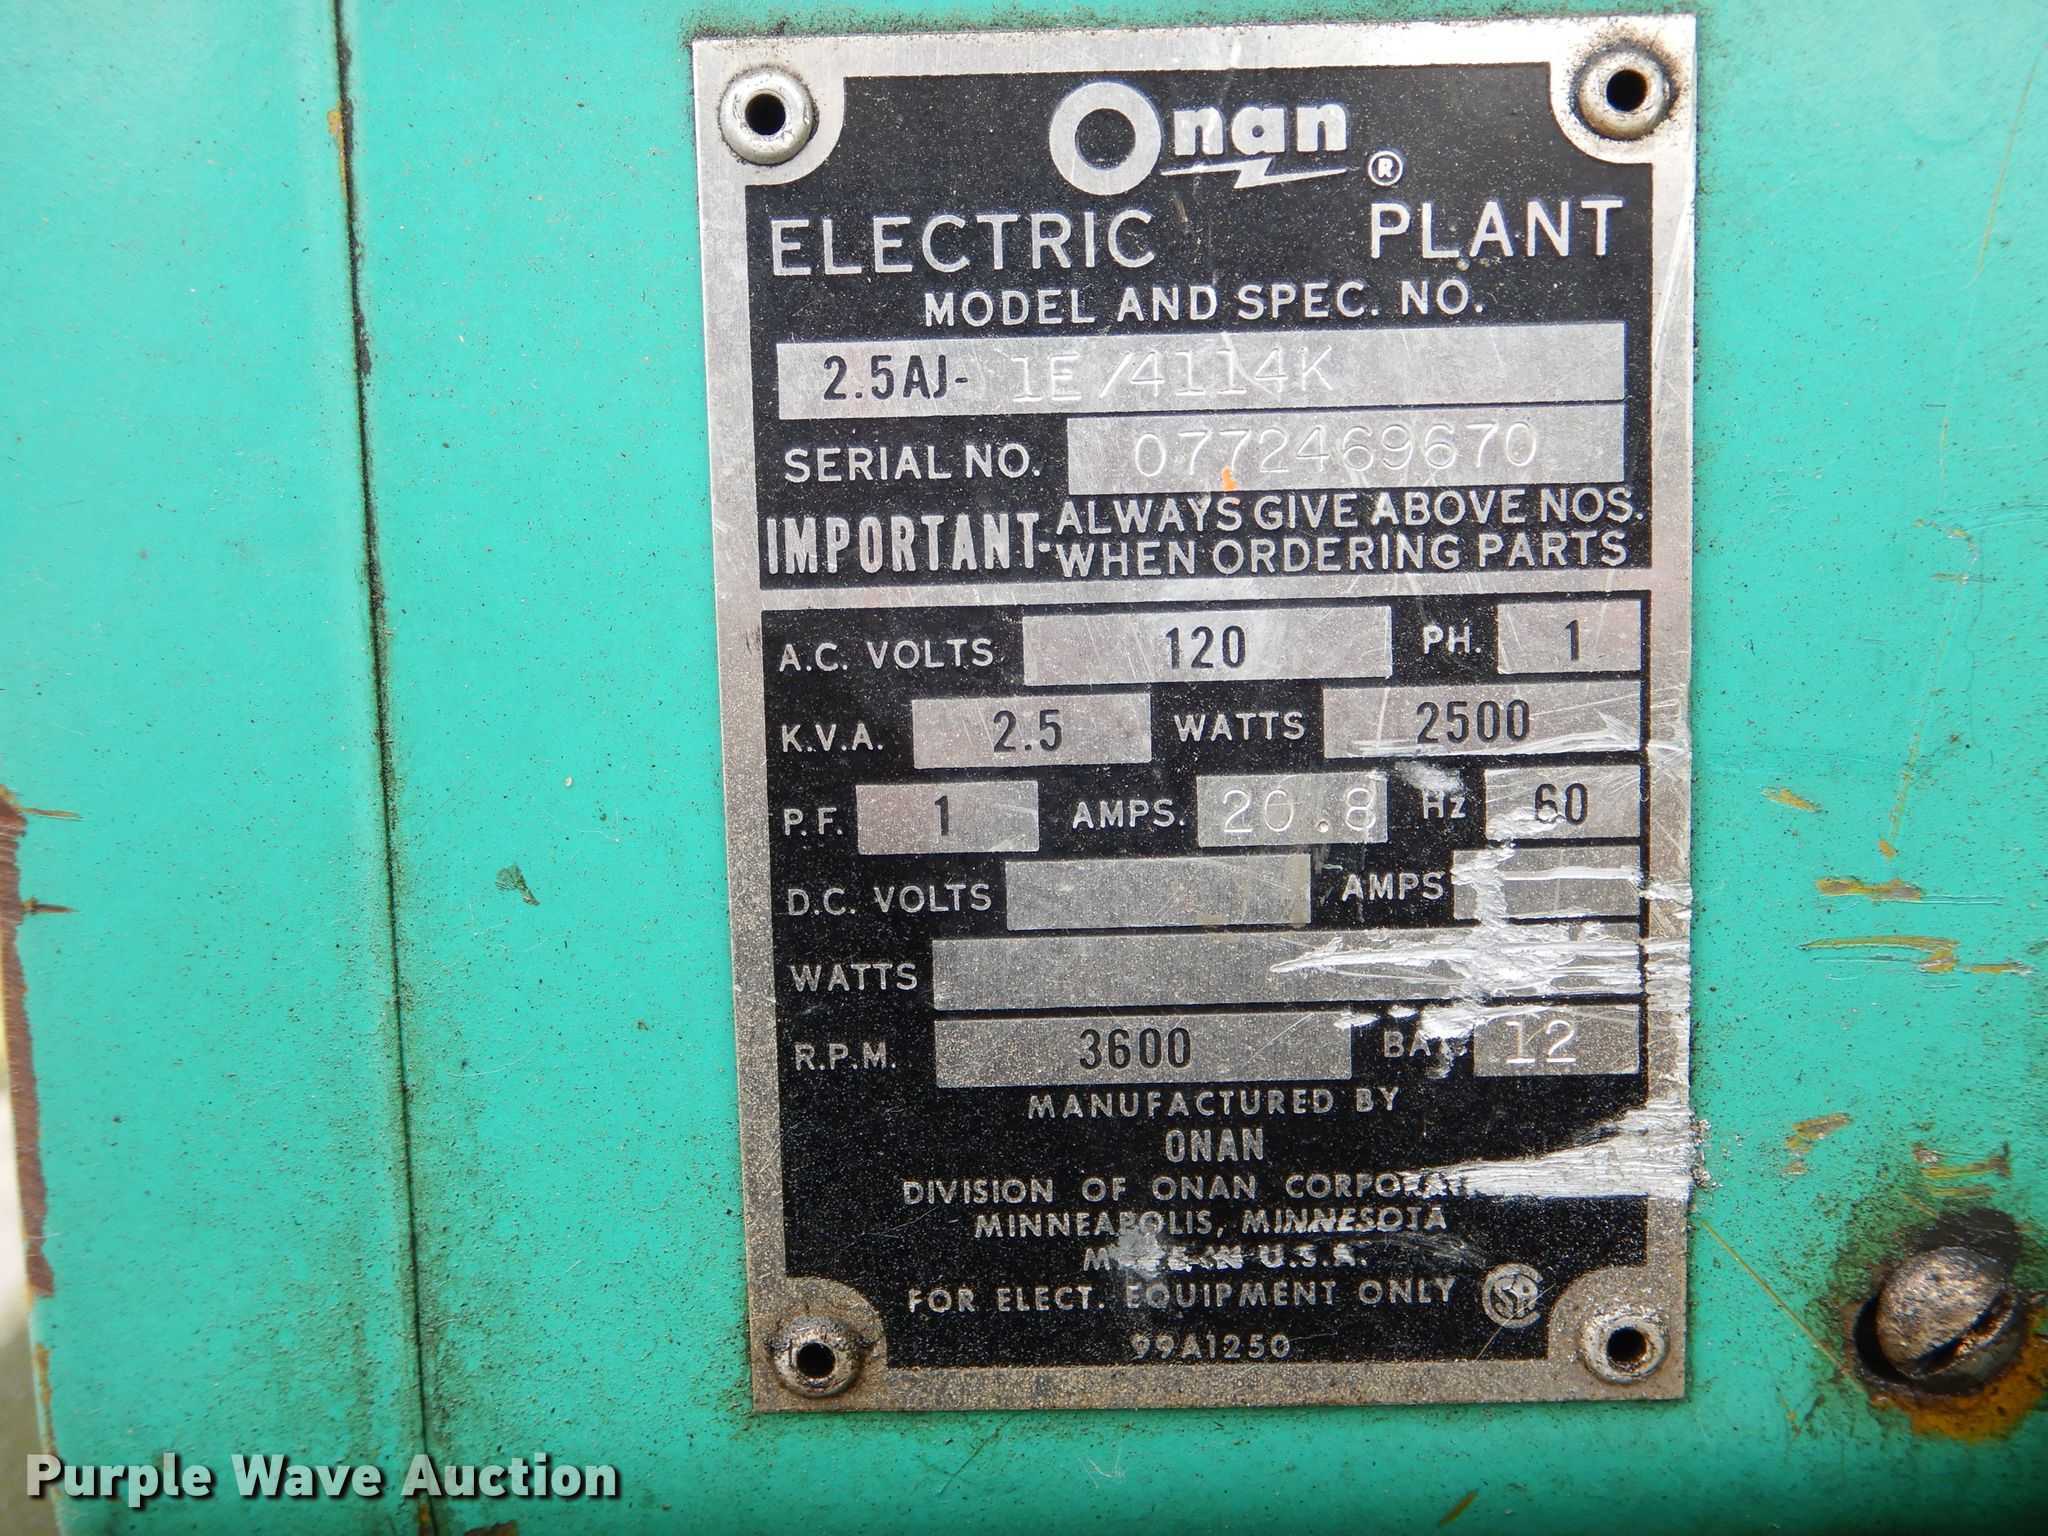 Onan ®
ELECTRIC PLANT
MODEL AND SPEC. NO.
2.5AJ- 1E/4114K
SERIAL NO. 0772469670
IMPORTANT- ALWAYS GIVE ABOVE NOS.
WHEN ORDERING PARTS
A.C. VOLTS 120 PH. 1
K.V.A. 2.5 WATTS 2500
P.F. 1 AMPS. 20.8 Hz 60
D.C. VOLTS AMPS
WATTS
R.P.M. 3600 12
MANUFACTURED BY
ONAN
DIVISION OF ONAN
MINNEAPOLIS, MINNESOTA
IN U.S.A.
FOR ELECT. EQUIPMENT ONLY
99A1250
Purple Wave Auction